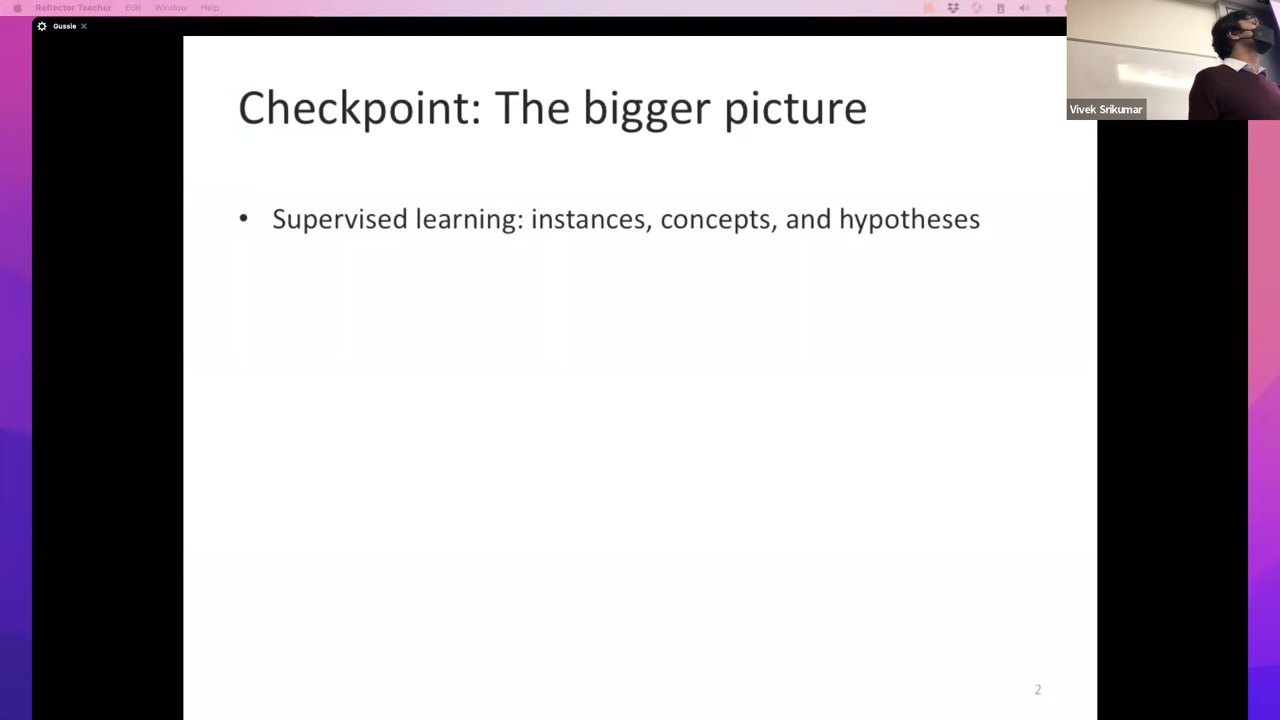 Reflector Teacher Edit Window Help
Gussie
Vivek Srikumar
Checkpoint: The bigger picture
• Supervised learning: instances, concepts, and hypotheses
2